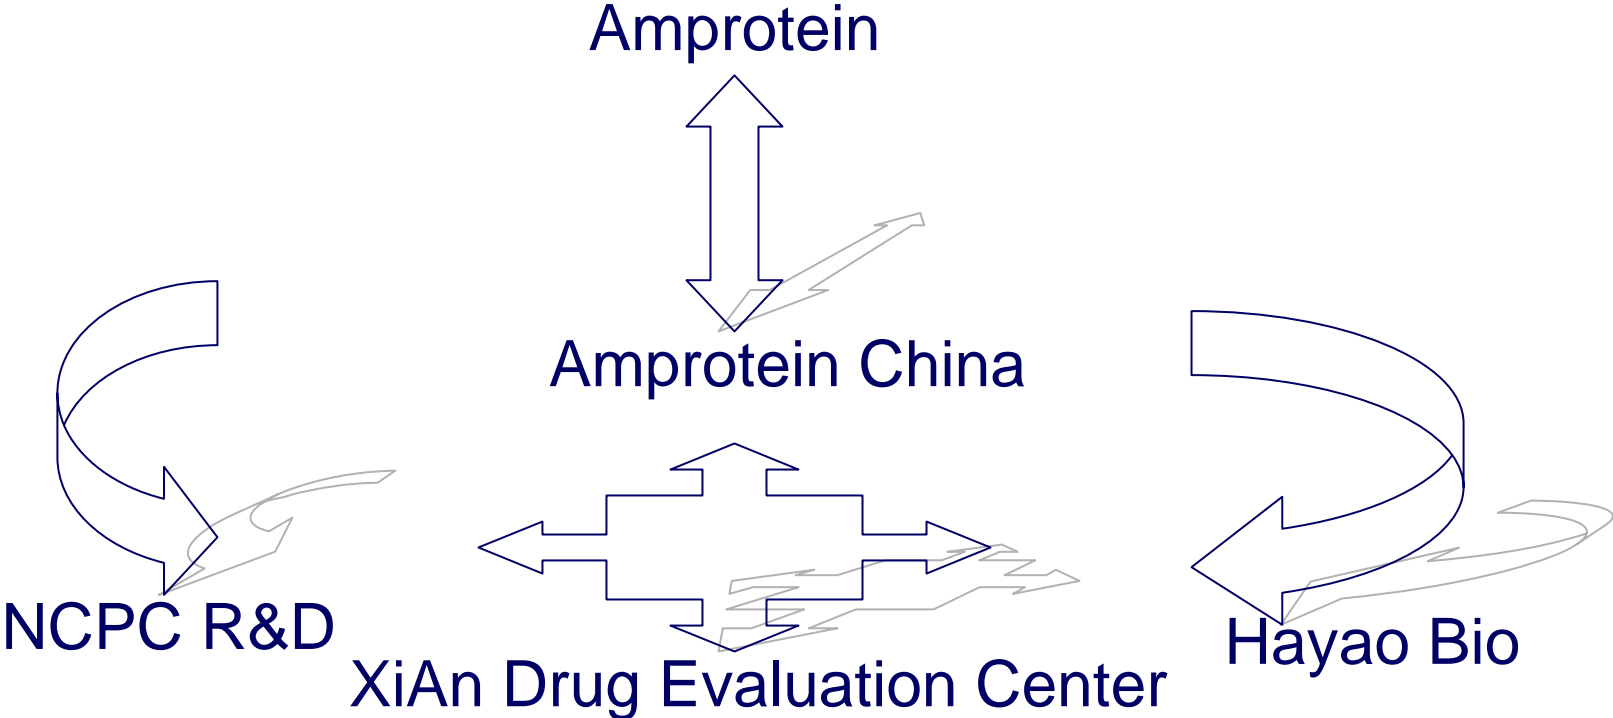 Amprotein
Amprotein China
NCPC R&D
Hayao Bio
XiAn Drug Evaluation Center